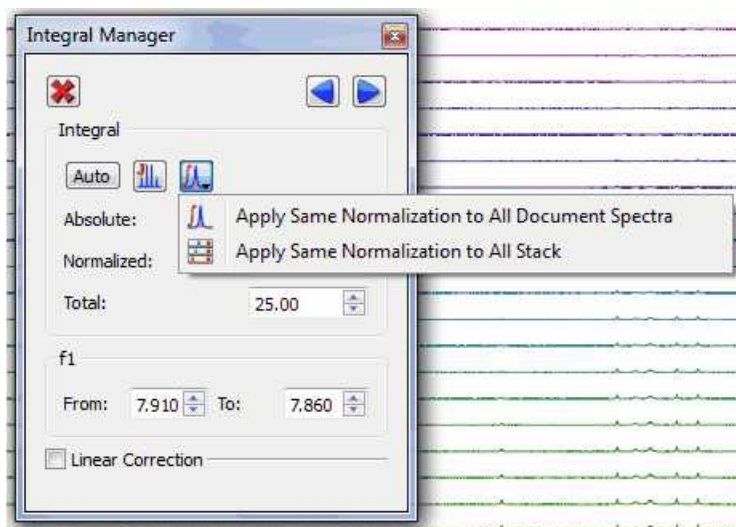 Integral Manager
Integral
Auto
Absolute:
Apply Same Normalization to All Document Spectra
Normalized:
Apply Same Normalization to All Stack
Total: 25.00
f1
From: 7.910 To: 7.860
Linear Correction